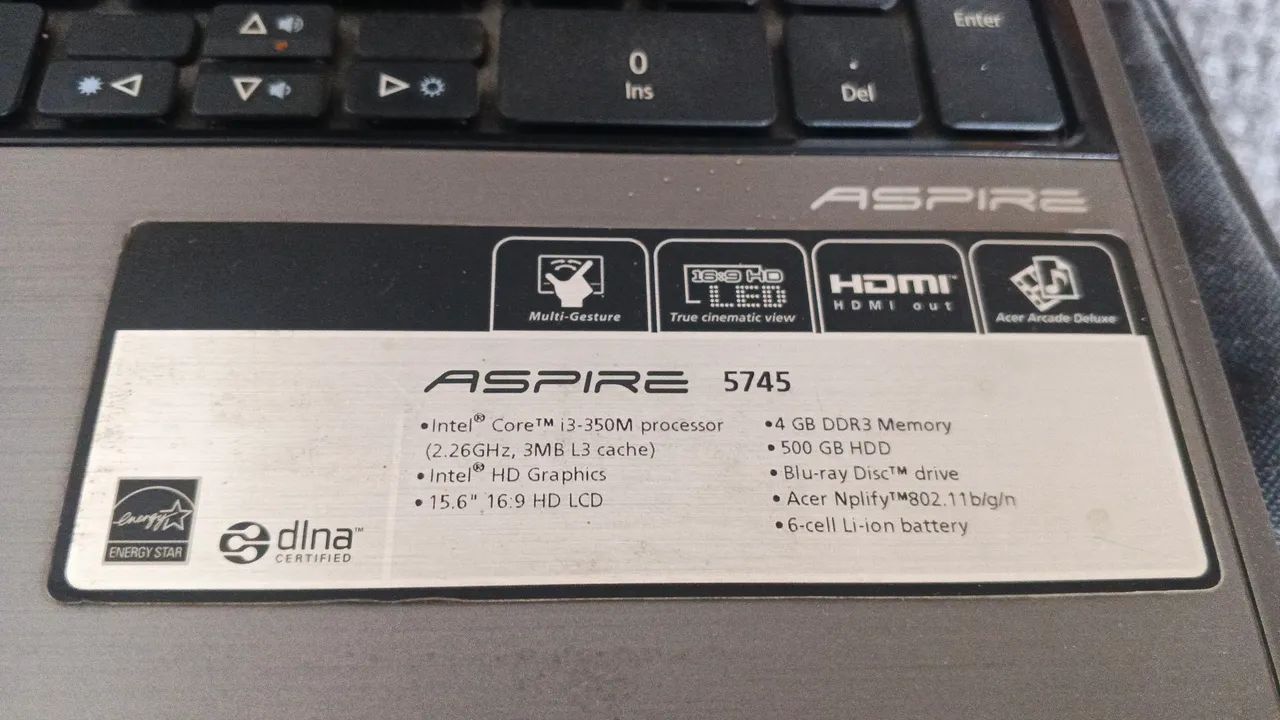 Enter
0
Ins
.
Del
ASPIRE
Multi-Gesture
16:9 HD
LED
True cinematic view
HDMI™
HDMI out
Acer Arcade Deluxe
ASPIRE 5745
•Intel® Core™ i3-350M processor
(2.26GHz, 3MB L3 cache)
•Intel® HD Graphics
•15.6" 16:9 HD LCD
•4 GB DDR3 Memory
•500 GB HDD
•Blu-ray Disc™ drive
•Acer Nplify™802.11b/g/n
•6-cell Li-ion battery
energy
ENERGY STAR
dlna™
CERTIFIED